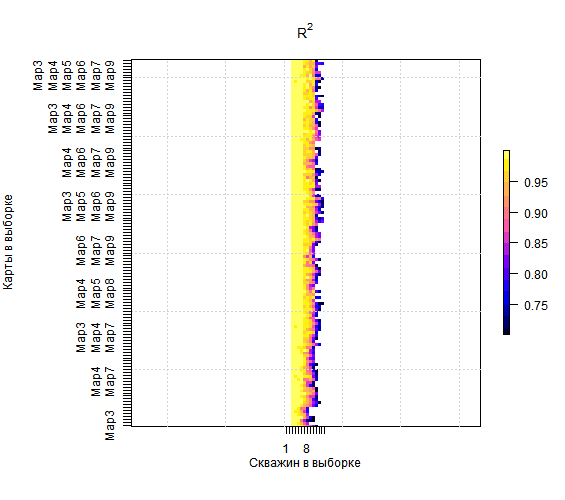 R²
Карты в выборке
Map3 Map4 Map5 Map6 Map7 Map9
Map3 Map4 Map6 Map7 Map9
Map4 Map6 Map7 Map9
Map3 Map5 Map6 Map9
Map6 Map7 Map9
Map4 Map5 Map8
Map3 Map4 Map7
Map4 Map7
Map3
0.95
0.90
0.85
0.80
0.75
1 8
Скважин в выборке